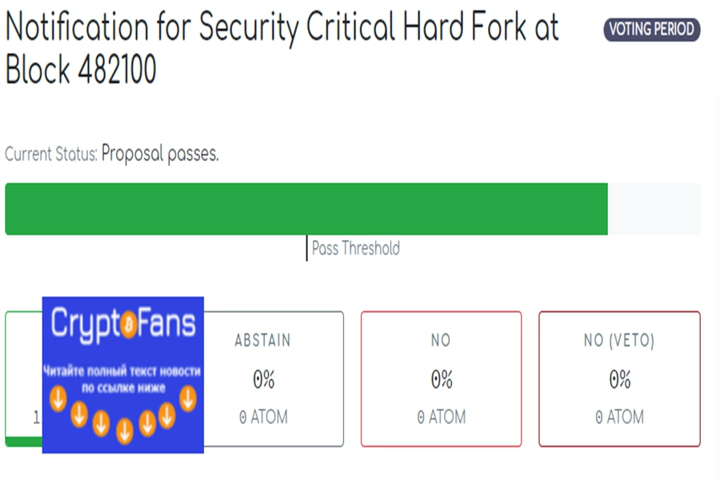 Notification for Security Critical Hard Fork at
Block 482100
VOTING PERIOD
Current Status: Proposal passes.
Pass Threshold
CryptoFans
Читайте полный текст новости
по ссылке ниже
1
ABSTAIN
0%
0 ATOM
NO
0%
0 ATOM
NO (VETO)
0%
0 ATOM